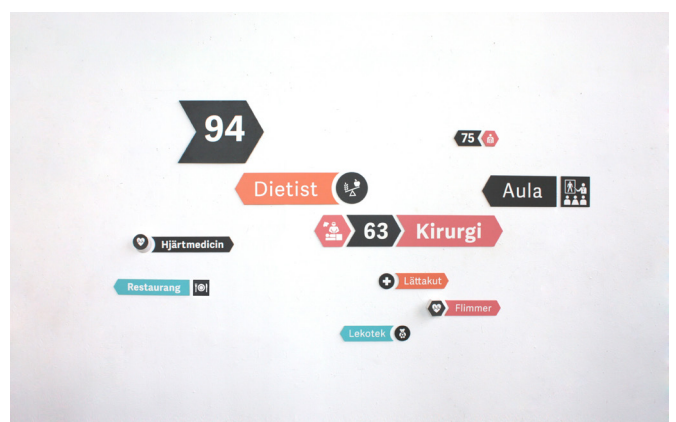 94
75
Dietist
Aula
63 Kirurgi
Hjärtmedicin
Lättakut
Restaurang
Flimmer
Lekotek